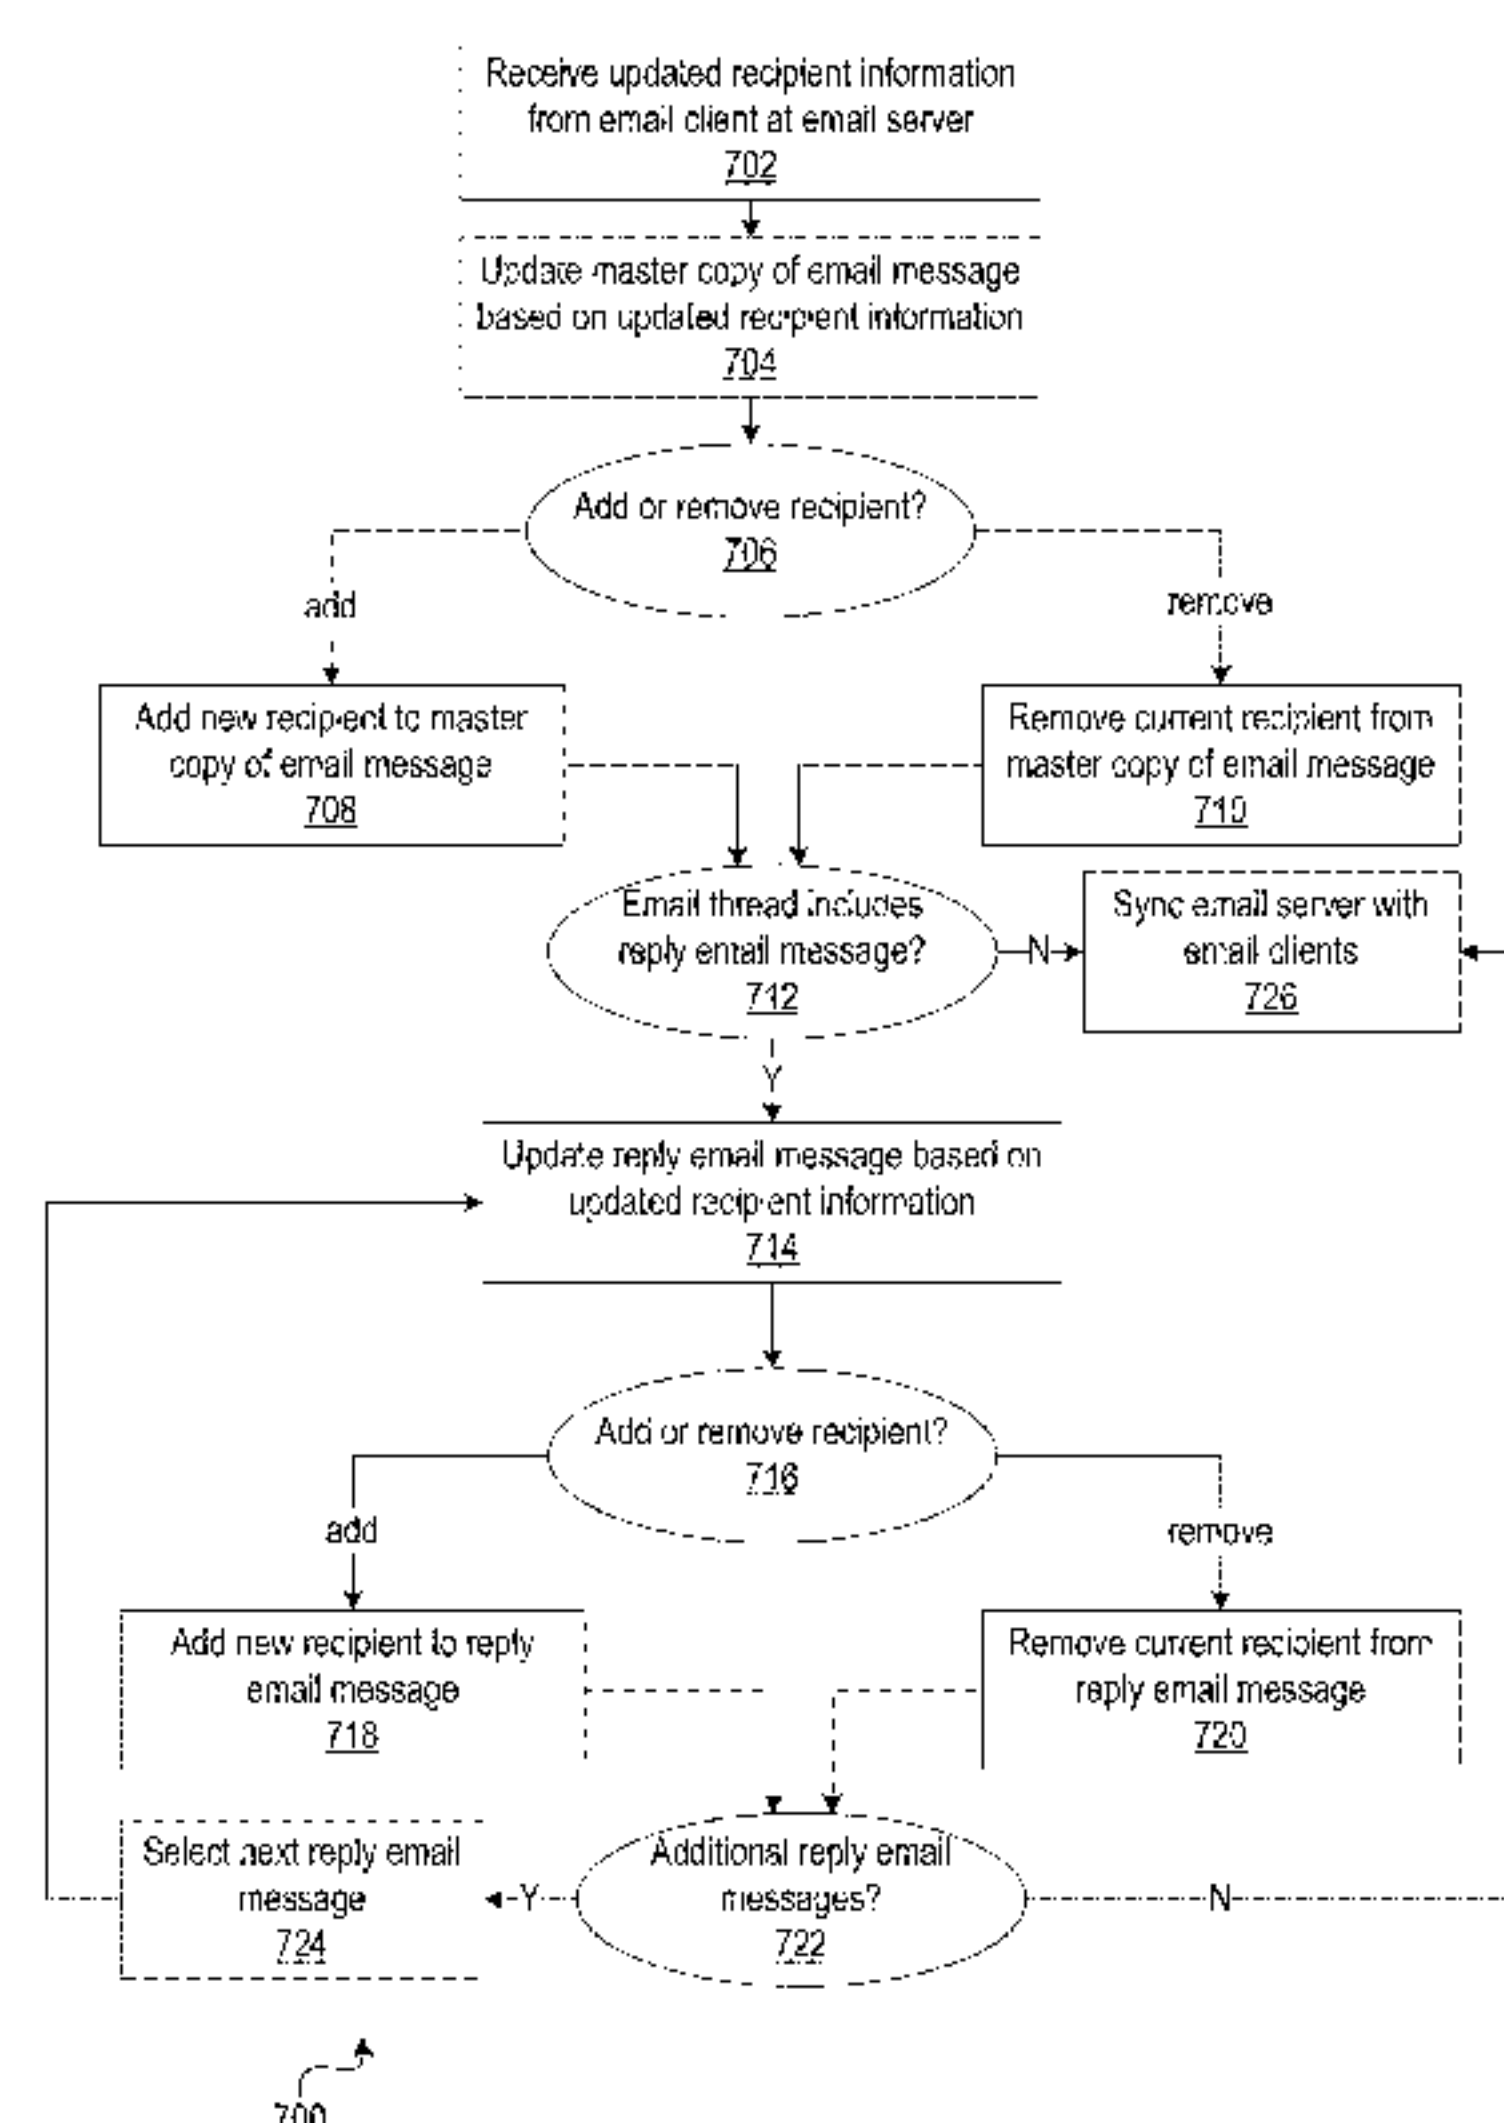 Receive updated recipient information
from email client at email server
702
Update master copy of email message
based on updated recipient information
704
Add or remove recipient?
706
add
remove
Add new recipient to master
copy of email message
708
Remove current recipient from
master copy of email message
710
Email thread includes
reply email message?
712
N
Sync email server with
email clients
726
Y
Update reply email message based on
updated recipient information
714
Add or remove recipient?
716
add
remove
Add new recipient to reply
email message
718
Remove current recipient from
reply email message
720
Select next reply email
message
724
Y
Additional reply email
messages?
722
N
700